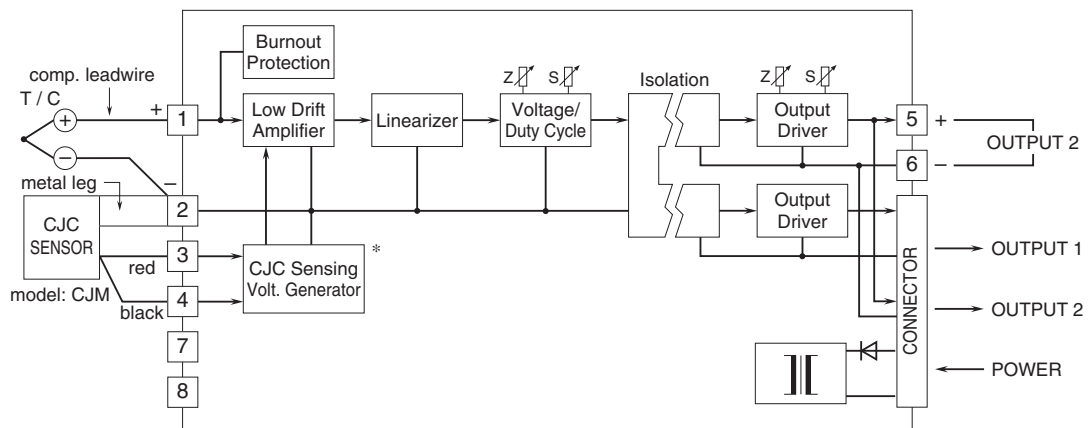 Burnout
Protection
comp. leadwire
T / C
+
+
−
−
metal leg
CJC
SENSOR
model: CJM
red
black
1
2
3
4
7
8
Low Drift
Amplifier
Linearizer
Z
S
Voltage/
Duty Cycle
Isolation
Z
S
Output
Driver
Output
Driver
CJC Sensing
Volt. Generator
*
5
6
+
−
OUTPUT 2
CONNECTOR
OUTPUT 1
OUTPUT 2
POWER